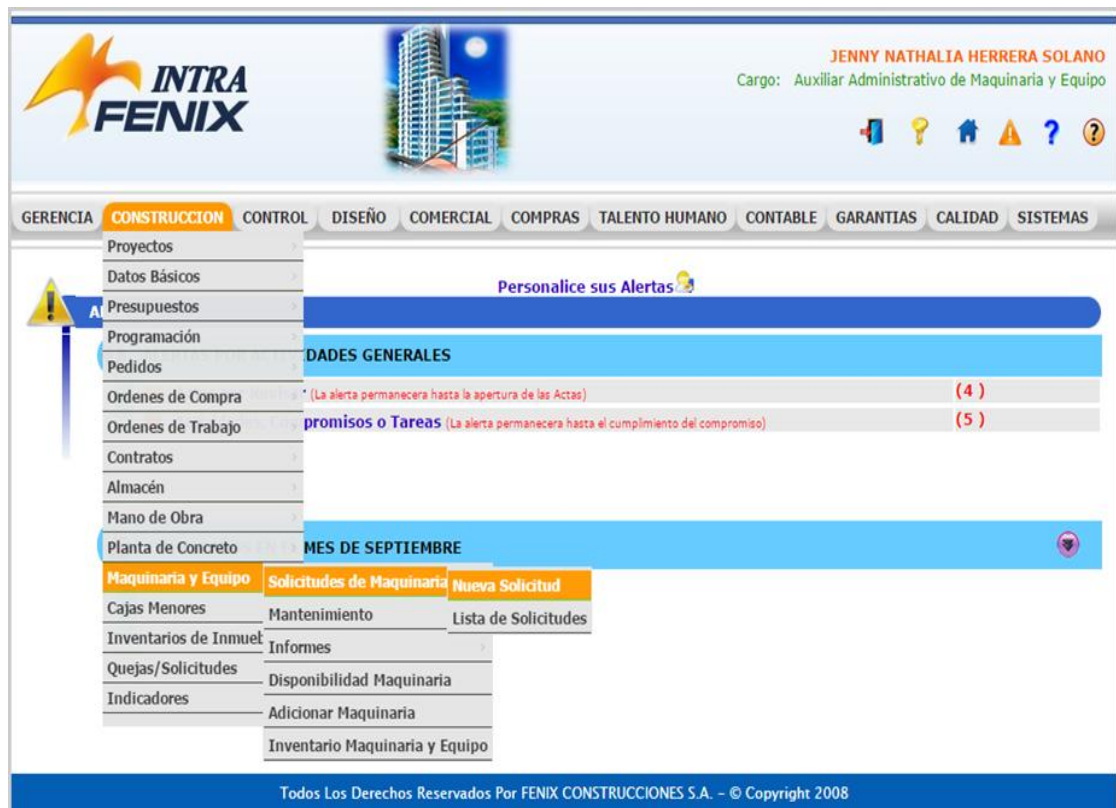 INTRA
FENIX
JENNY NATHALIA HERRERA SOLANO
Cargo: Auxiliar Administrativo de Maquinaria y Equipo
GERENCIA CONSTRUCCION CONTROL DISEÑO COMERCIAL COMPRAS TALENTO HUMANO CONTABLE GARANTIAS CALIDAD SISTEMAS
Proyectos
Datos Básicos
Personalice sus Alertas
Presupuestos
Programación
DADES GENERALES
Pedidos
Ordenes de Compra
(La alerta permanecera hasta la apertura de las Actas) (4 )
Ordenes de Trabajo
promisos o Tareas (La alerta permanecera hasta el cumplimiento del compromiso) (5 )
Contratos
Almacén
Mano de Obra
Planta de Concreto
MES DE SEPTIEMBRE
Maquinaria y Equipo
Solicitudes de Maquinaria
Nueva Solicitud
Cajas Menores
Mantenimiento
Lista de Solicitudes
Inventarios de Inmueb
Informes
Quejas/Solicitudes
Disponibilidad Maquinaria
Indicadores
Adicionar Maquinaria
Inventario Maquinaria y Equipo
Todos Los Derechos Reservados Por FENIX CONSTRUCCIONES S.A. - © Copyright 2008